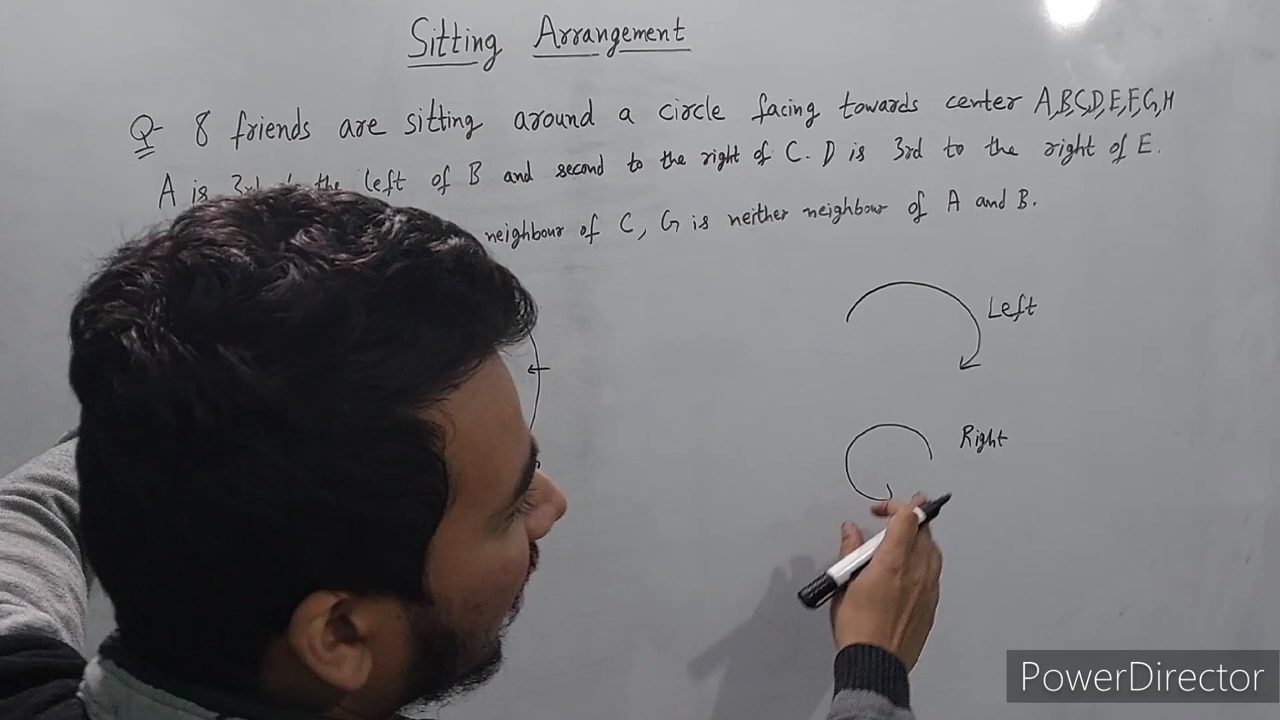 Sitting Arrangement
Q- 8 friends are sitting around a circle facing towards center A,B,C,D,E,F,G,H
A is the left of B and second to the right of C. D is 3rd to the right of E.
neighbour of C, G is neither neighbour of A and B.
Left
Right
PowerDirector